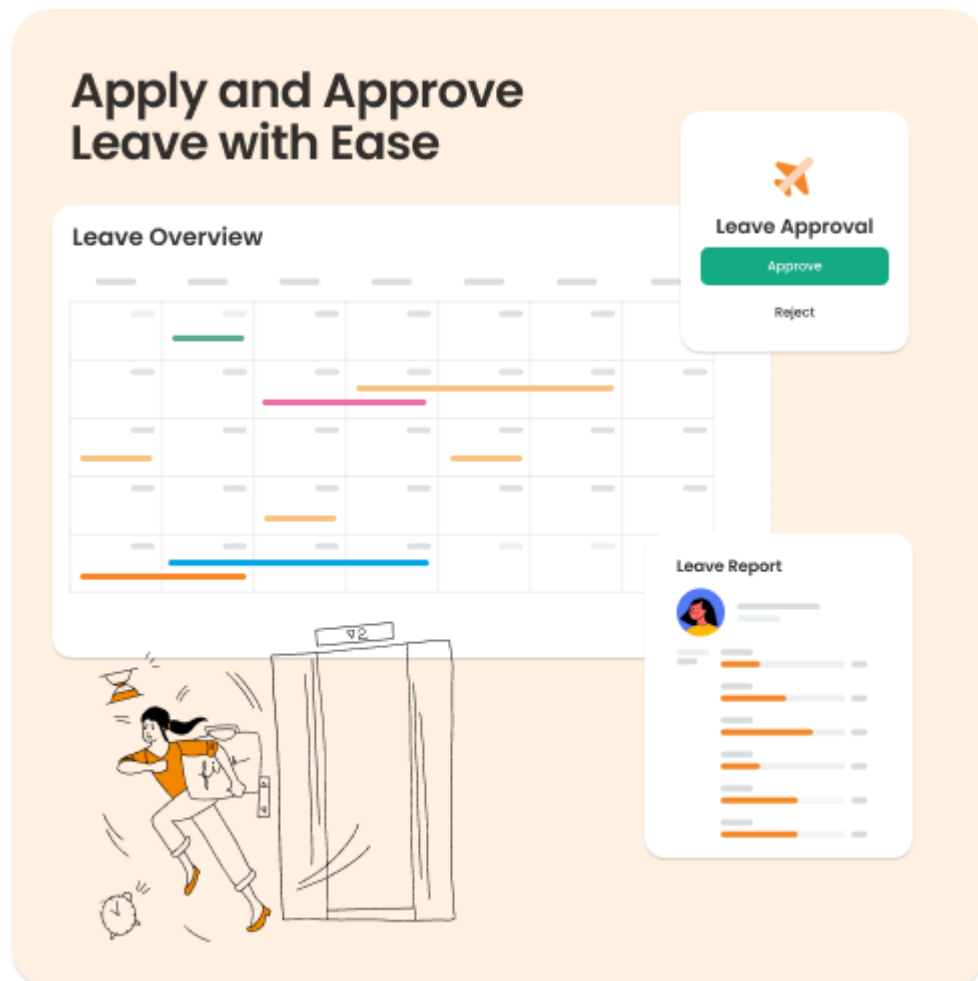 Apply and Approve
Leave with Ease
Leave Overview
Leave Approval
Approve
Reject
Leave Report